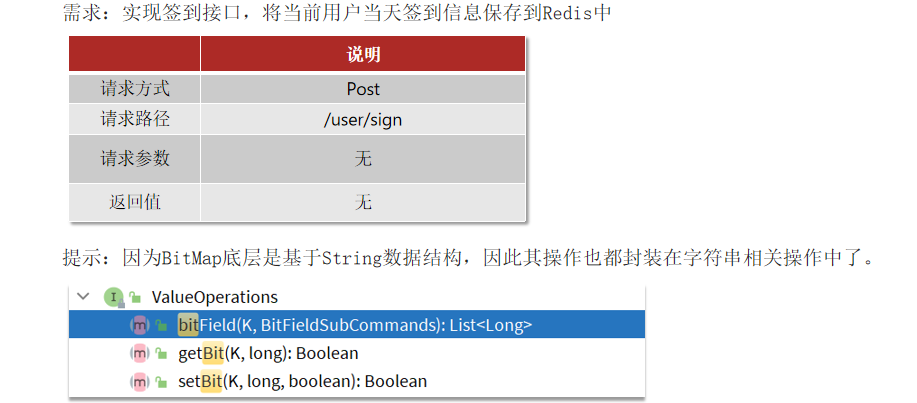 需求：实现签到接口，将当前用户当天签到信息保存到Redis中
说明
请求方式 Post
请求路径 /user/sign
请求参数 无
返回值 无
提示：因为BitMap底层是基于String数据结构，因此其操作也都封装在字符串相关操作中了。
ValueOperations
bitField(K, BitFieldSubCommands): List<Long>
getBit(K, long): Boolean
setBit(K, long, boolean): Boolean